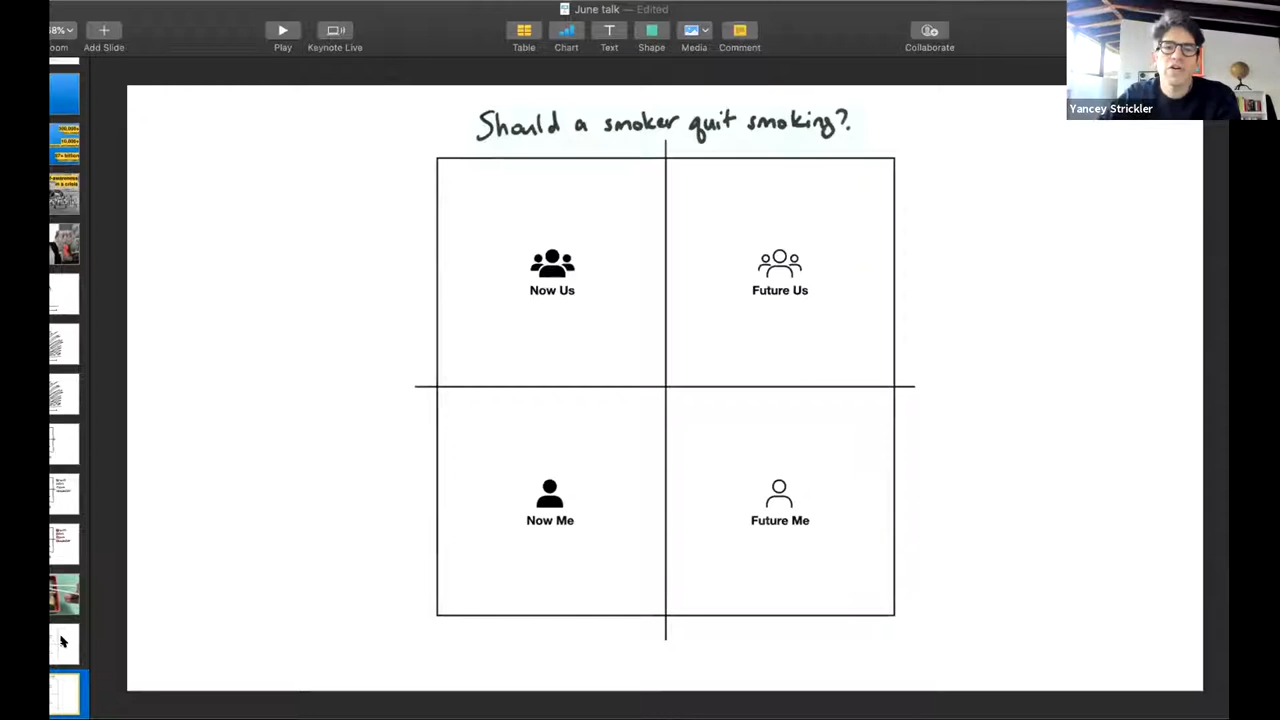 June talk — Edited
Add Slide
Play
Keynote Live
Table
Chart
Text
Shape
Media
Comment
Collaborate
Yancey Strickler
Should a smoker quit smoking?.
Now Us
Future Us
Now Me
Future Me